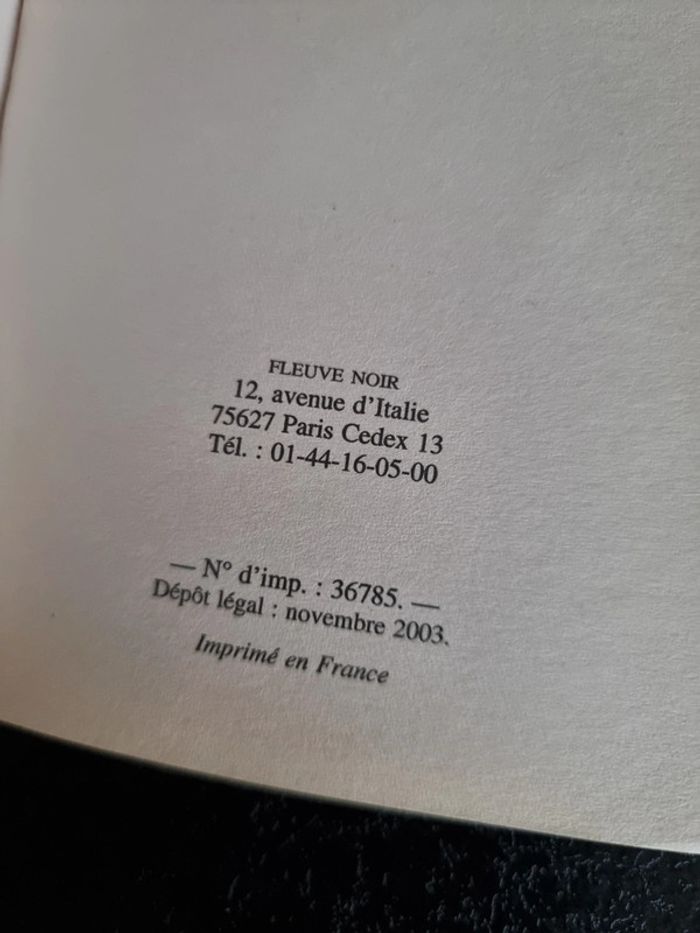 FLEUVE NOIR
12, avenue d'Italie
75627 Paris Cedex 13
Tél. : 01-44-16-05-00
— N° d'imp. : 36785. —
Dépôt légal : novembre 2003.
Imprimé en France